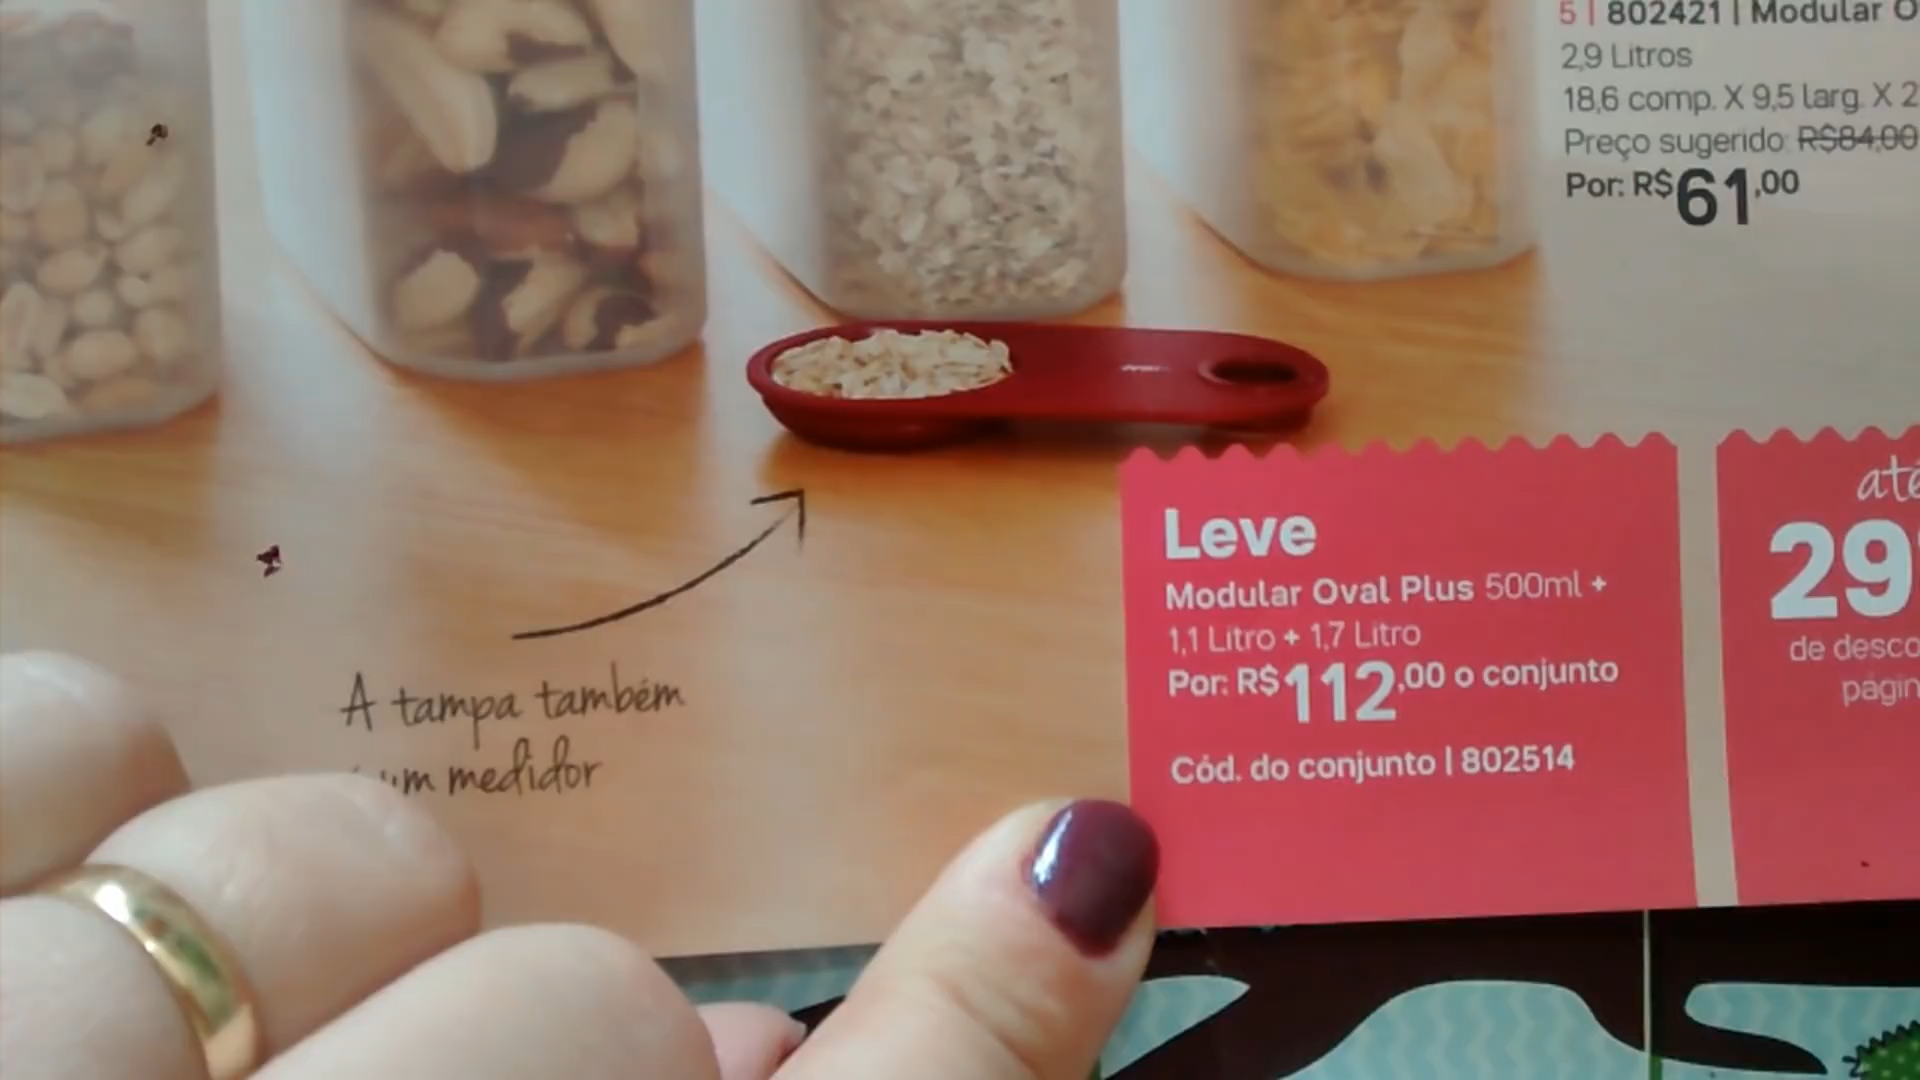 5 | 802421 | Modular
2,9 Litros
18,6 comp. X 9,5 larg. X 2
Preço sugerido: R$84,00
Por: R$61,00
A tampa também
um medidor
Leve
Modular Oval Plus 500ml +
1,1 Litro + 1,7 Litro
Por: R$112,00 o conjunto
Cód. do conjunto | 802514
até
29
de desco
págin